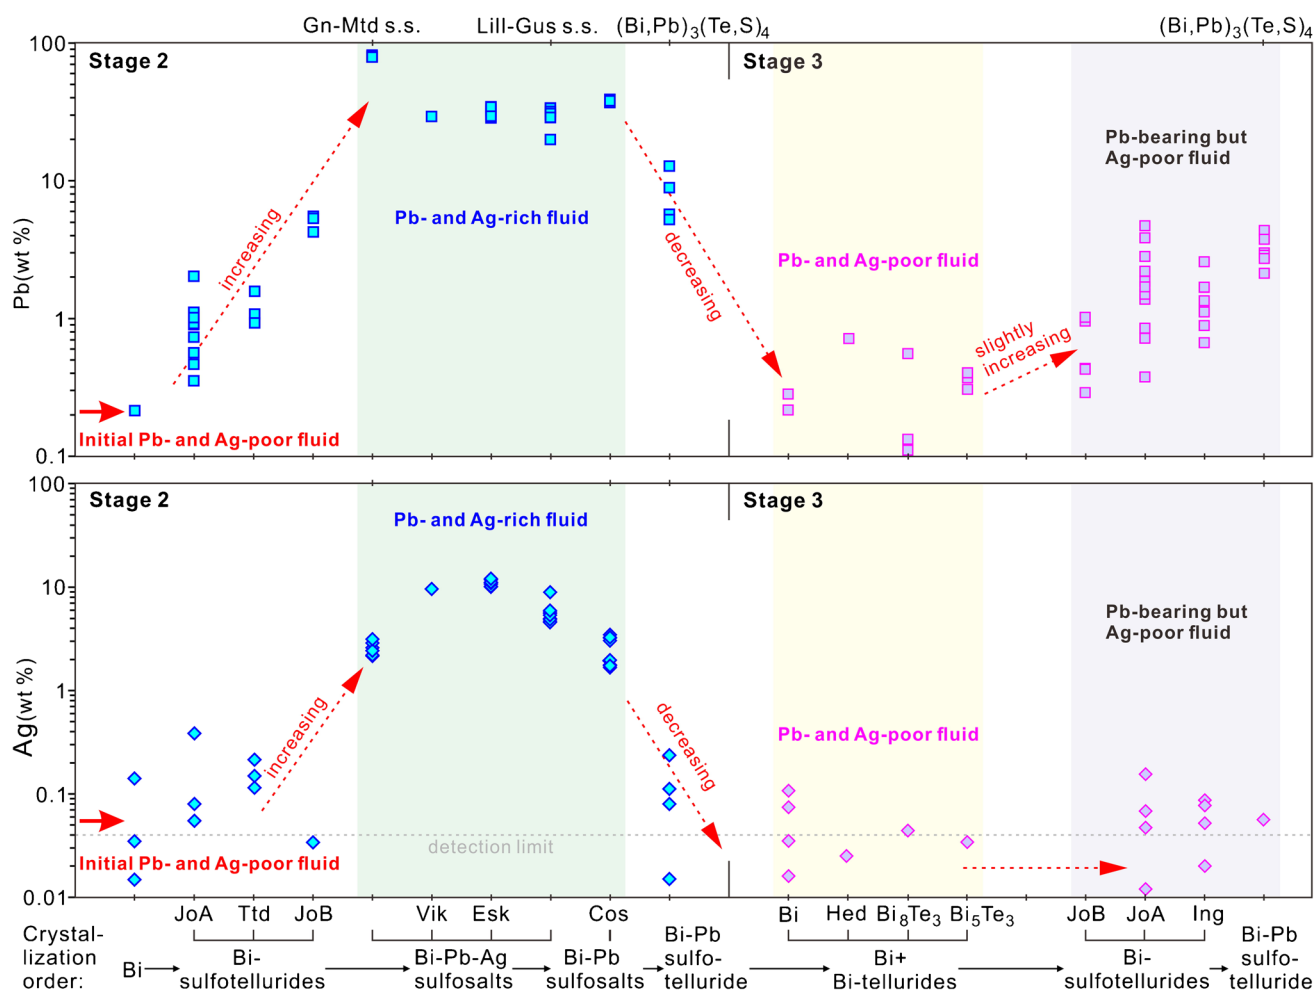 Gn-Mtd s.s. Lill-Gus s.s. (Bi,Pb)₃(Te,S)₄ (Bi,Pb)₃(Te,S)₄
100
Stage 2
Stage 3
Pb-bearing but
Ag-poor fluid
10
Pb(wt %)
increasing
Pb- and Ag-rich fluid
decreasing
Pb- and Ag-poor fluid
1
slightly
increasing
Initial Pb- and Ag-poor fluid
0.1
100
Stage 2
Stage 3
Pb- and Ag-rich fluid
10
Pb-bearing but
Ag-poor fluid
Ag(wt %)
1
increasing
decreasing
Pb- and Ag-poor fluid
0.1
detection limit
Initial Pb- and Ag-poor fluid
0.01
JoA Ttd JoB Vik Esk Cos Bi Hed Bi₈Te₃ Bi₅Te₃ JoB JoA Ing
Crystal-
lization
order:
Bi
Bi-
sulfotellurides
Bi-Pb-Ag
sulfosalts
Bi-Pb
sulfosalts
Bi-Pb
sulfo-
telluride
Bi+
Bi-tellurides
Bi-
sulfotellurides
Bi-Pb
sulfo-
telluride